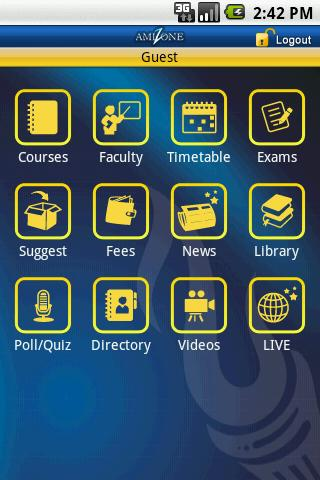 3G 2:42 PM
AMIZONE Logout
Guest
Courses Faculty Timetable Exams
Suggest Fees News Library
Poll/Quiz Directory Videos LIVE